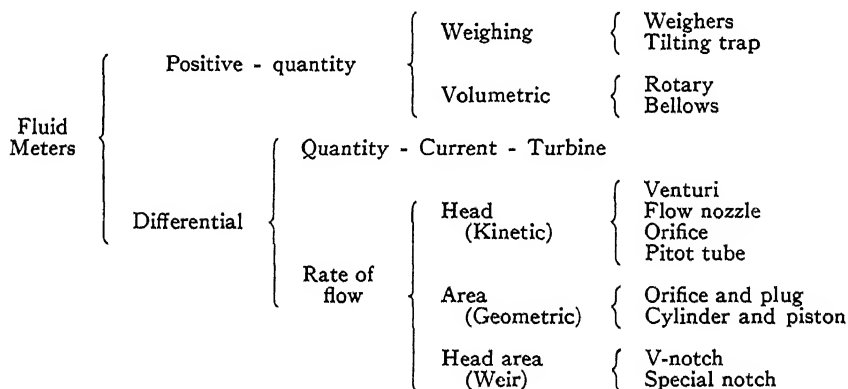 Fluid
Meters
Positive - quantity
Weighing
Weighers
Tilting trap
Volumetric
Rotary
Bellows
Differential
Quantity - Current - Turbine
Rate of
flow
Head
(Kinetic)
Venturi
Flow nozzle
Orifice
Pitot tube
Area
(Geometric)
Orifice and plug
Cylinder and piston
Head area
(Weir)
V-notch
Special notch